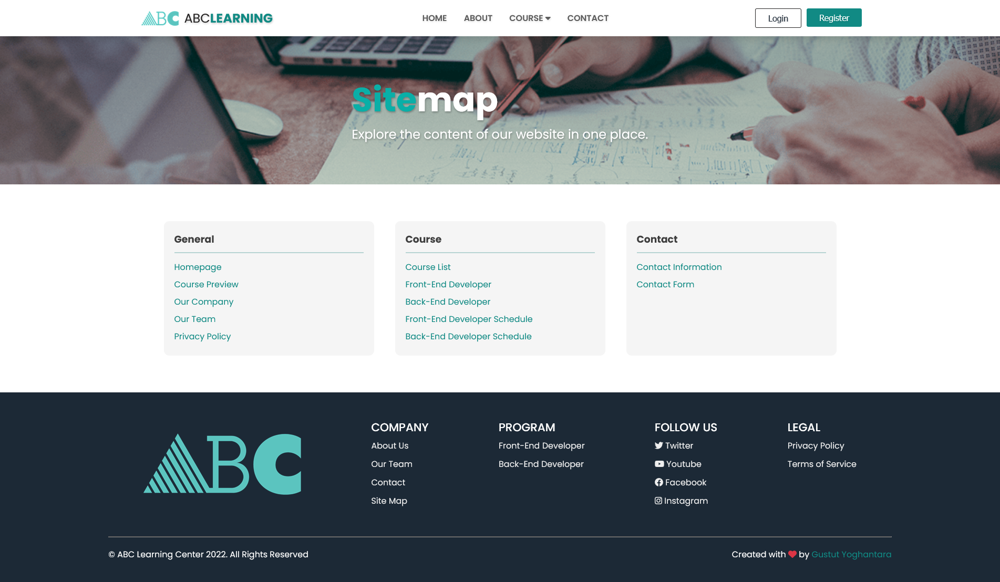 ABC ABCLEARNING
HOME ABOUT COURSE CONTACT
Login Register
Sitemap
Explore the content of our website in one place.
General
Homepage
Course Preview
Our Company
Our Team
Privacy Policy
Course
Course List
Front-End Developer
Back-End Developer
Front-End Developer Schedule
Back-End Developer Schedule
Contact
Contact Information
Contact Form
ABC
COMPANY
About Us
Our Team
Contact
Site Map
PROGRAM
Front-End Developer
Back-End Developer
FOLLOW US
Twitter
Youtube
Facebook
Instagram
LEGAL
Privacy Policy
Terms of Service
© ABC Learning Center 2022. All Rights Reserved
Created with by Gustut Yoghantara